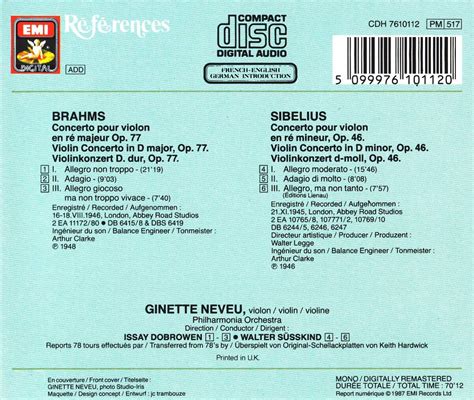 EMI
DIGITAL
Références
ADD
COMPACT
disc
DIGITAL AUDIO
FRENCH-ENGLISH
GERMAN INTRODUCTION
CDH 7610112
PM 517
5 099976 101120
BRAHMS
Concerto pour violon
en ré majeur Op. 77
Violin Concerto in D major, Op. 77.
Violinkonzert D. dur, Op. 77.
1 I. Allegro non troppo - (21'19)
2 II. Adagio - (9'03)
3 III. Allegro giocoso
ma non troppo vivace - (7'40)
Enregistré / Recorded / Aufgenommen :
16-18.VIII.1946, London, Abbey Road Studios
2 EA 11172/80 ● DB 6415/8 & DBS 6419
Ingénieur du son / Balance Engineer / Tonmeister :
Arthur Clarke
℗ 1948
SIBELIUS
Concerto pour violon
en ré mineur, Op. 46.
Violin Concerto in D minor, Op. 46.
Violinkonzert d-moll, Op. 46.
4 I. Allegro moderato - (15'46)
5 II. Adagio di molto - (8'08)
6 III. Allegro, ma non tanto - (7'57)
(Editions Lienau)
Enregistré / Recorded / Aufgenommen :
21.XI.1945, London, Abbey Road Studios
2 EA 10765/8, 10777/2, 10769/10
DB 6244/5, 6246, 6247
Directeur artistique / Producer / Produzent :
Walter Legge
Ingénieur du son / Balance Engineer / Tonmeister :
Arthur Clarke
℗ 1946
GINETTE NEVEU, violon / violin / violine
Philharmonia Orchestra
Direction / Conductor / Dirigent :
ISSAY DOBROWEN 1 - 3 ● WALTER SÜSSKIND 4 - 6
Reports 78 tours effectués par / Transferred from 78's by / Überspielt von Original-Schellackplatten von Keith Hardwick
Printed in U.K.
En couverture / Front cover / Titelseite :
GINETTE NEVEU, photo Studio-Iris
Maquette / Design concept / Entwurf : jc trambouze
MONO / DIGITALLY REMASTERED
DURÉE TOTALE / TOTAL TIME : 70'12
Report numérique ℗ 1987 EMI Records Ltd